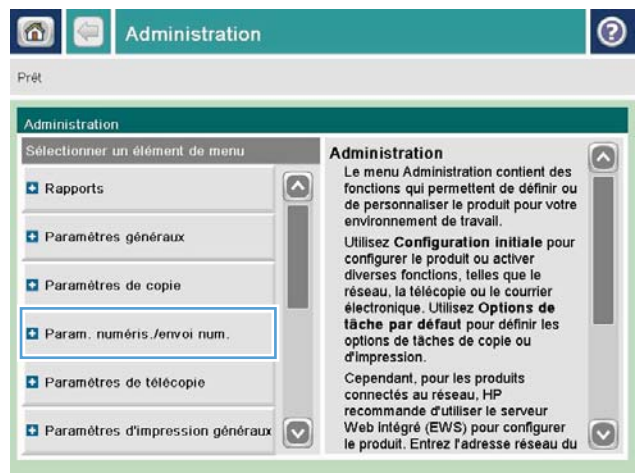 Administration
Prêt
Administration
Sélectionner un élément de menu
Rapports
Paramètres généraux
Paramètres de copie
Param. numéris./envoi num.
Paramètres de télécopie
Paramètres d'impression généraux
Administration
Le menu Administration contient des
fonctions qui permettent de définir ou
de personnaliser le produit pour votre
environnement de travail.
Utilisez Configuration initiale pour
configurer le produit ou activer
diverses fonctions, telles que le
réseau, la télécopie ou le courrier
électronique. Utilisez Options de
tâche par défaut pour définir les
options de tâches de copie ou
d'impression.
Cependant, pour les produits
connectés au réseau, HP
recommande d'utiliser le serveur
Web intégré (EWS) pour configurer
le produit. Entrez l'adresse réseau du